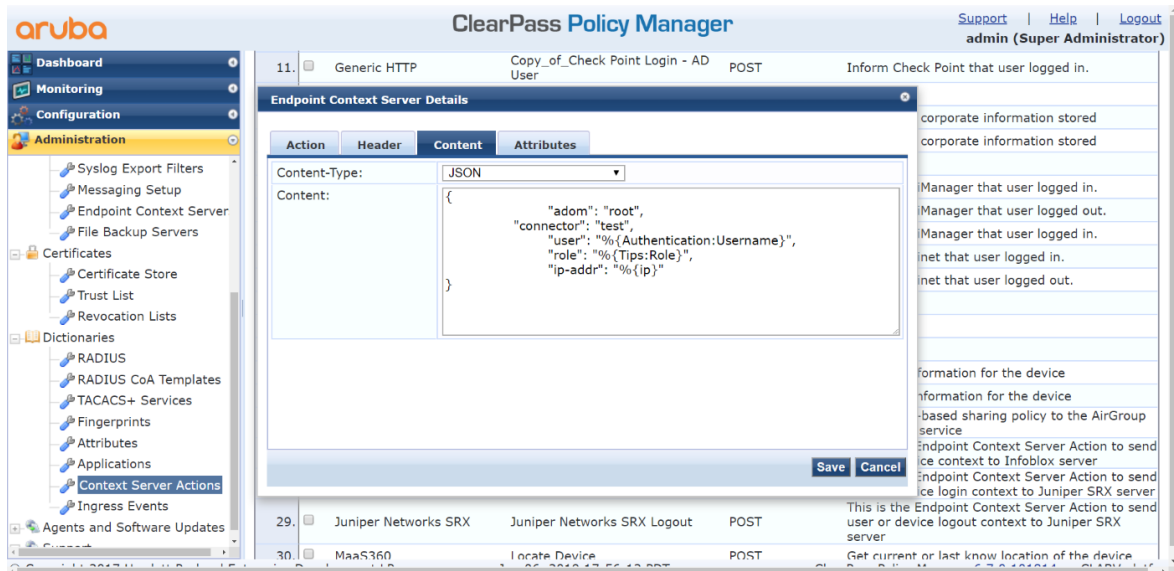 aruba
ClearPass Policy Manager
Support | Help | Logout
admin (Super Administrator)
Dashboard
Monitoring
Configuration
Administration
Syslog Export Filters
Messaging Setup
Endpoint Context Server
File Backup Servers
Certificates
Certificate Store
Trust List
Revocation Lists
Dictionaries
RADIUS
RADIUS CoA Templates
TACACS+ Services
Fingerprints
Attributes
Applications
Context Server Actions
Ingress Events
Agents and Software Updates
11. Generic HTTP Copy_of_Check Point Login - AD User POST Inform Check Point that user logged in.
Endpoint Context Server Details
Action Header Content Attributes
Content-Type: JSON
Content:
{
"adom": "root",
"connector": "test",
"user": "%{Authentication:Username}",
"role": "%{Tips:Role}",
"ip-addr": "%{ip}"
}
Save Cancel
corporate information stored
corporate information stored
iManager that user logged in.
iManager that user logged out.
iManager that user logged in.
inet that user logged in.
inet that user logged out.
formation for the device
nformation for the device
-based sharing policy to the AirGroup
service
Endpoint Context Server Action to send
ice context to Infoblox server
Endpoint Context Server Action to send
ce login context to Juniper SRX server
29. Juniper Networks SRX Juniper Networks SRX Logout POST This is the Endpoint Context Server Action to send
user or device logout context to Juniper SRX
server
30. MaaS360 Locate Device POST Get current or last know location of the device